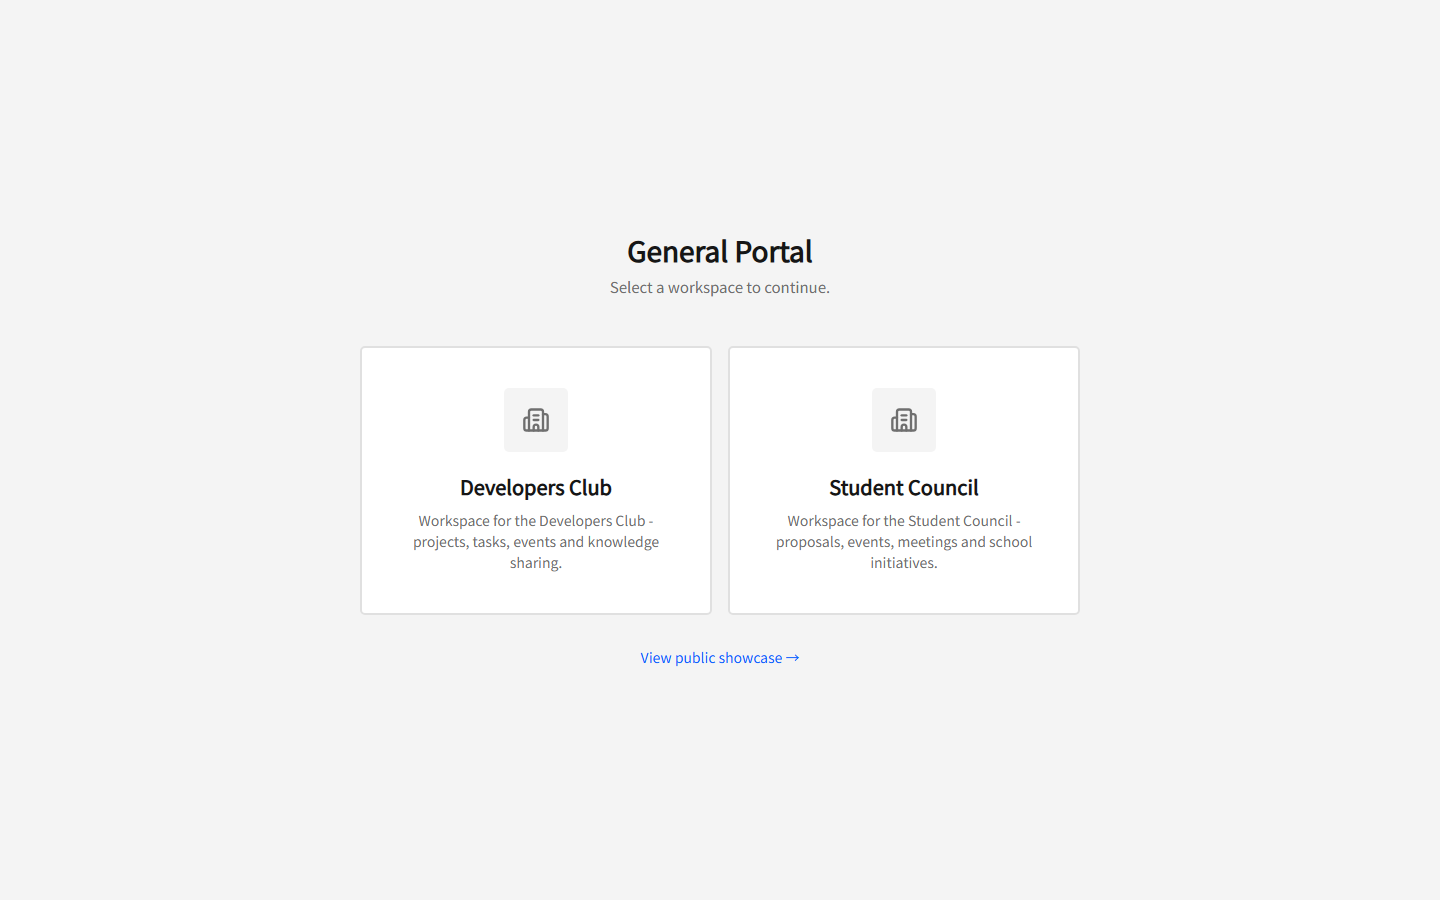 General Portal
Select a workspace to continue.
Developers Club
Workspace for the Developers Club -
projects, tasks, events and knowledge
sharing.
Student Council
Workspace for the Student Council -
proposals, events, meetings and school
initiatives.
View public showcase →